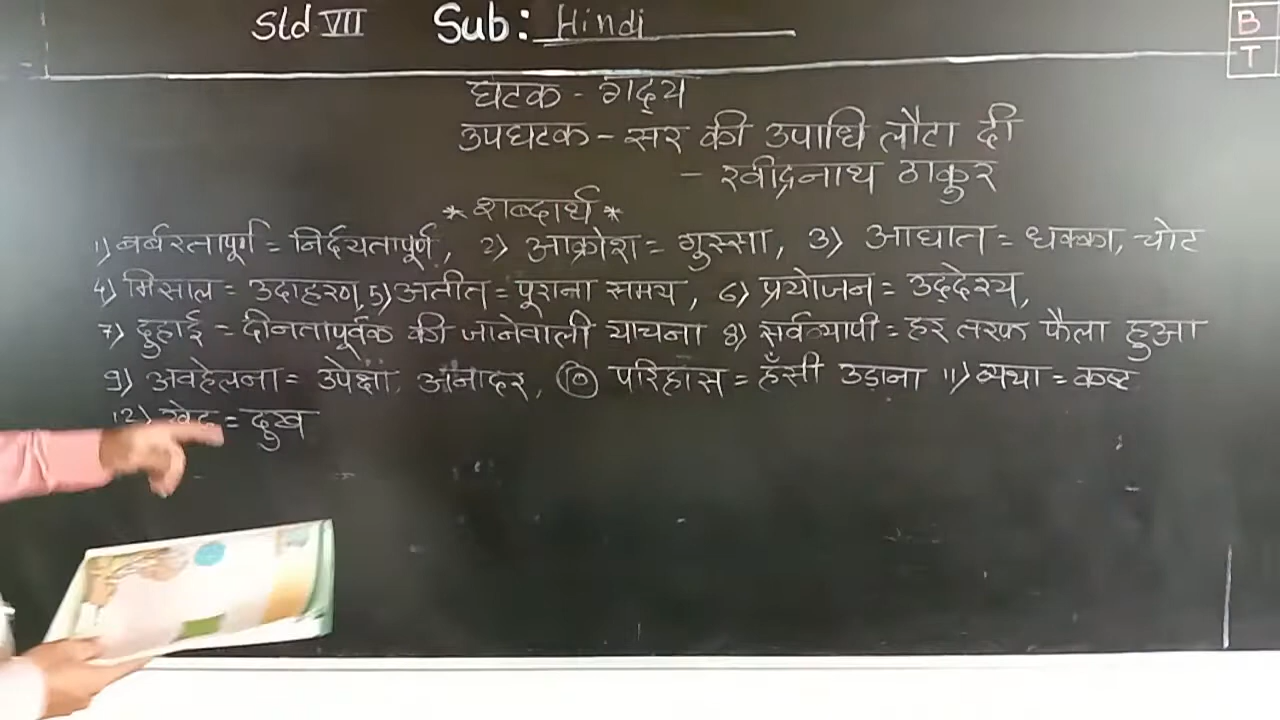 Std VII Sub: Hindi
B
T
घटक - गद्य
उपघटक - सर की उपाधि लौटा दी
- रवींद्रनाथ ठाकुर
* शब्दार्थ *
1) बर्बरतापूर्ण = निर्दयतापूर्ण, 2) आक्रोश = गुस्सा, 3) आघात = धक्का, चोट
4) मिसाल = उदाहरण, 5) अतीत = पूराना समय, 6) प्रयोजन = उद्देश्य,
7) दुहाई = दीनतापूर्वक की जानेवाली याचना 8) सर्वव्यापी = हर तरफ फैला हुआ
9) अवहेलना = उपेक्षा, अनादर, 10 परिहास = हँसी उड़ाना 11) व्यथा = कष्ट
12) खेद = दुख